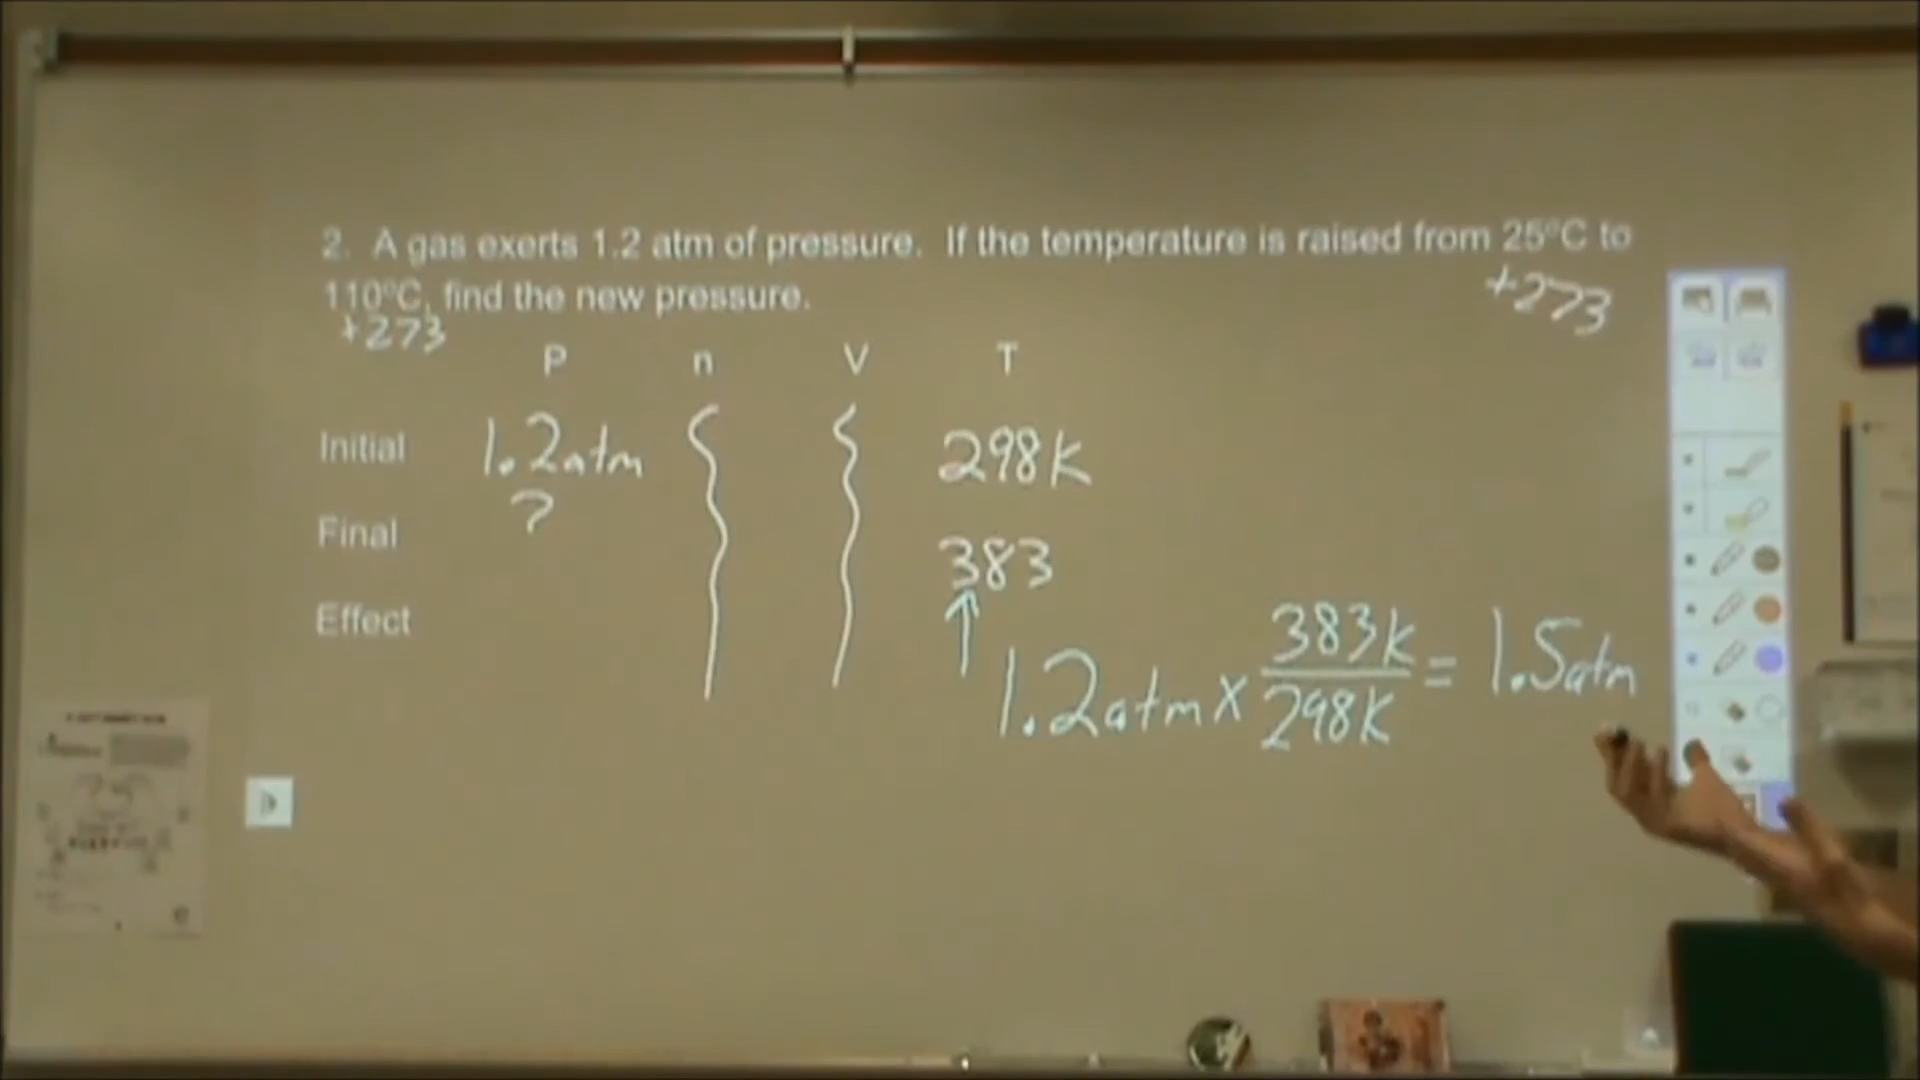 2. A gas exerts 1.2 atm of pressure. If the temperature is raised from 25°C to
+273
110°C, find the new pressure.
+273
P n V T
Initial 1.2atm 298K
?
Final 383
Effect
1.2atm x 383K / 298K = 1.5atm